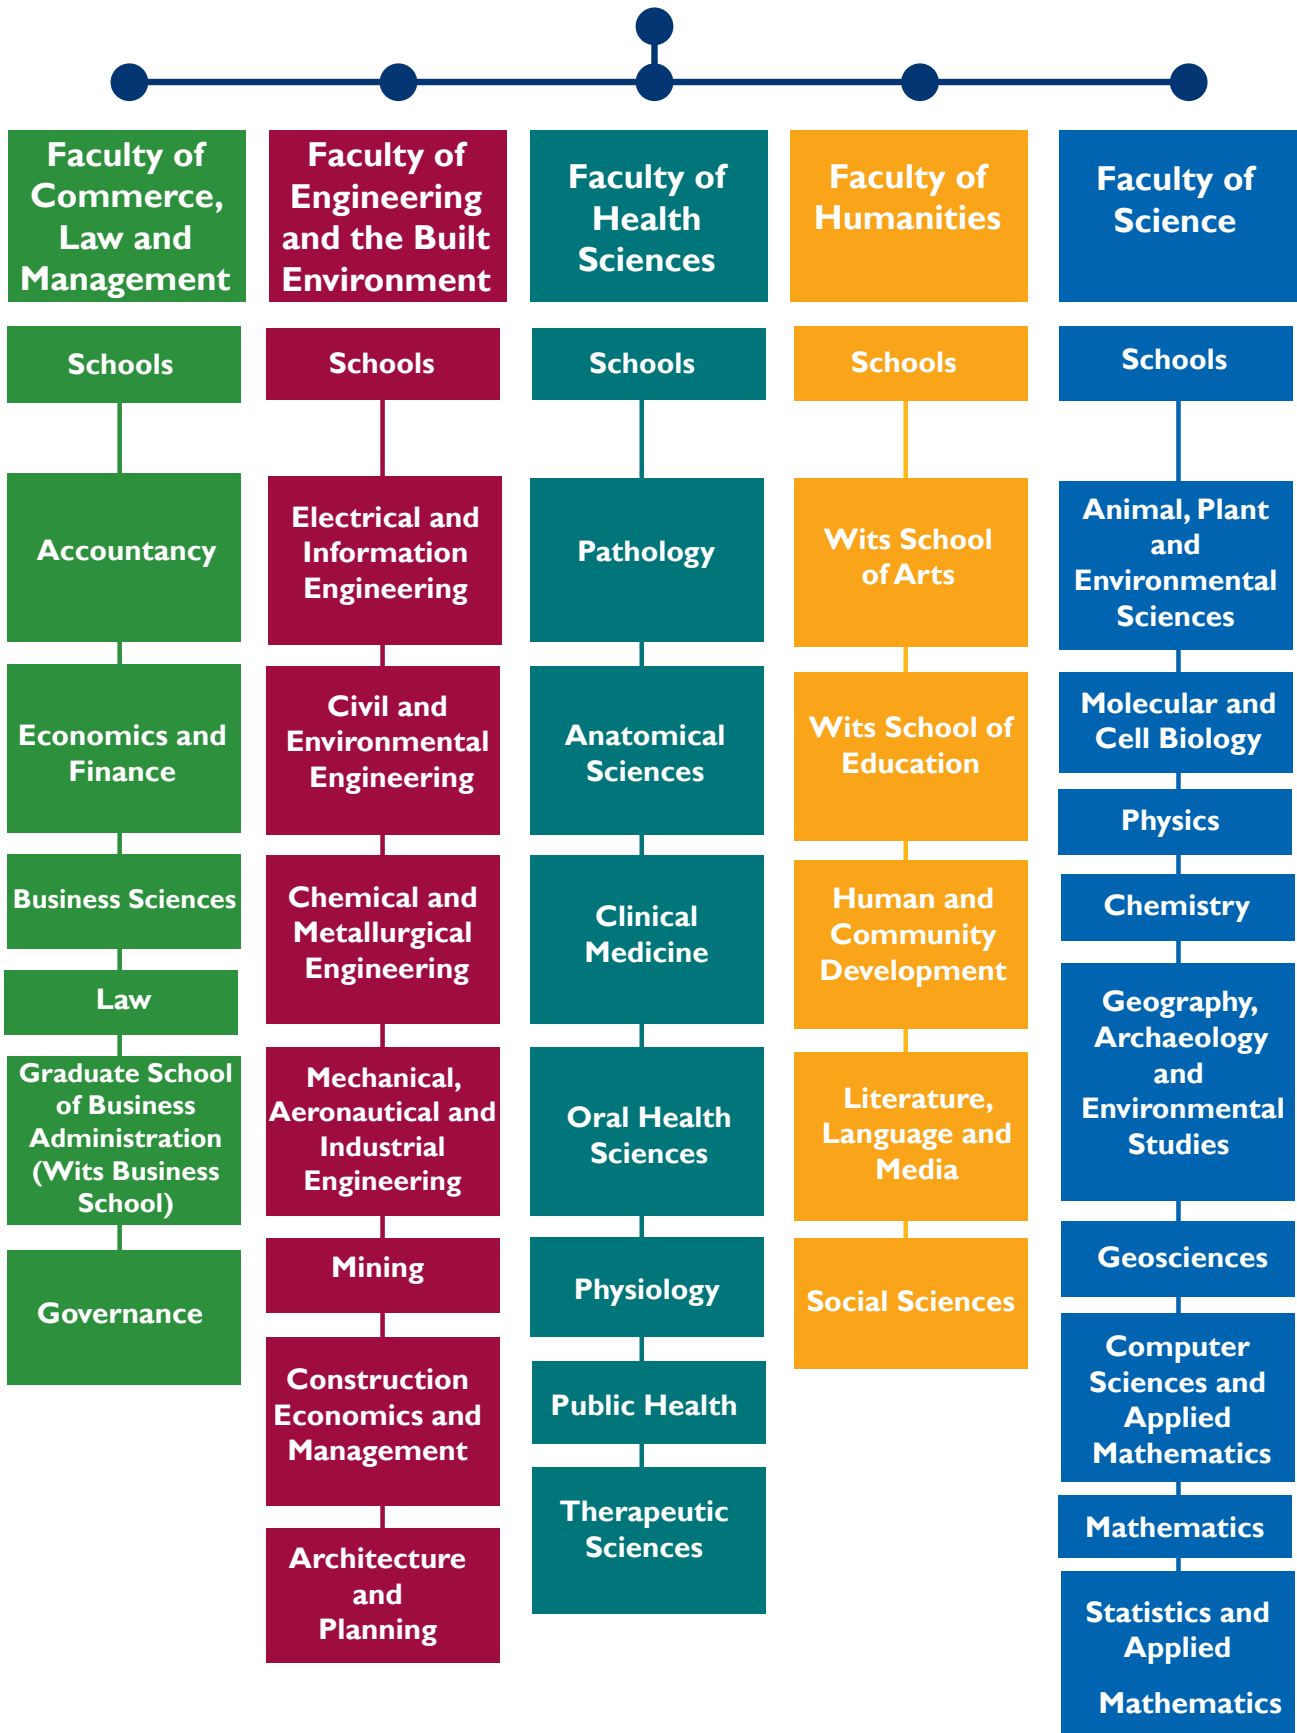 Faculty of
Commerce,
Law and
Management
Schools
Accountancy
Economics and
Finance
Business Sciences
Law
Graduate School
of Business
Administration
(Wits Business
School)
Governance
Faculty of
Engineering
and the Built
Environment
Schools
Electrical and
Information
Engineering
Civil and
Environmental
Engineering
Chemical and
Metallurgical
Engineering
Mechanical,
Aeronautical and
Industrial
Engineering
Mining
Construction
Economics and
Management
Architecture
and
Planning
Faculty of
Health
Sciences
Schools
Pathology
Anatomical
Sciences
Clinical
Medicine
Oral Health
Sciences
Physiology
Public Health
Therapeutic
Sciences
Faculty of
Humanities
Schools
Wits School
of Arts
Wits School of
Education
Human and
Community
Development
Literature,
Language and
Media
Social Sciences
Faculty of
Science
Schools
Animal, Plant
and
Environmental
Sciences
Molecular and
Cell Biology
Physics
Chemistry
Geography,
Archaeology
and
Environmental
Studies
Geosciences
Computer
Sciences and
Applied
Mathematics
Mathematics
Statistics and
Applied
Mathematics